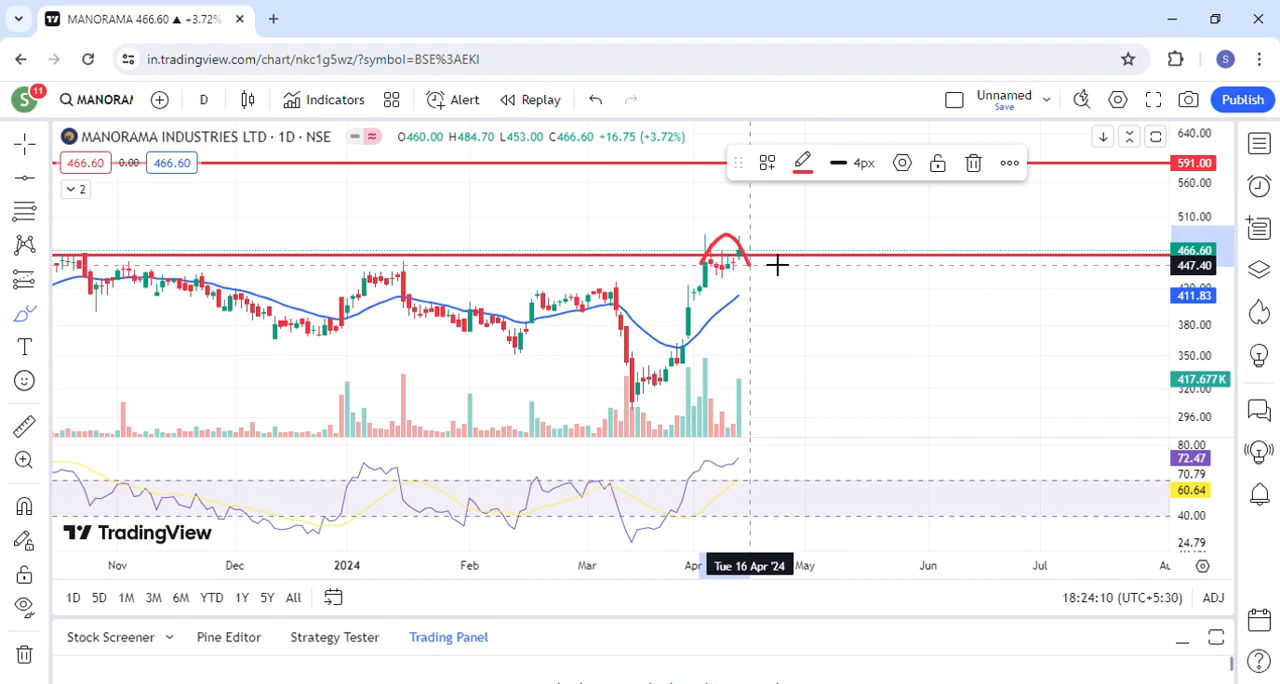 MANORAMA 466.60 ▲ +3.72%
in.tradingview.com/chart/nkc1g5wz/?symbol=BSE%3AEKI
S
S 11 MANORAM D Indicators Alert Replay Unnamed Save Publish
MANORAMA INDUSTRIES LTD · 1D · NSE O460.00 H484.70 L453.00 C466.60 +16.75 (+3.72%)
466.60 0.00 466.60
4px
2
640.00
591.00
560.00
510.00
466.60
447.40
411.83
380.00
350.00
417.677K
320.00
296.00
80.00
72.47
70.79
60.64
40.00
24.79
TradingView
Nov Dec 2024 Feb Mar Apr Tue 16 Apr '24 May Jun Jul
1D 5D 1M 3M 6M YTD 1Y 5Y All 18:24:10 (UTC+5:30) ADJ
Stock Screener Pine Editor Strategy Tester Trading Panel